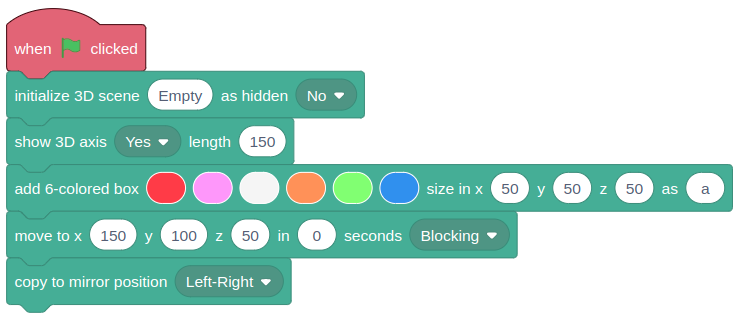 when clicked
initialize 3D scene Empty as hidden No
show 3D axis Yes length 150
add 6-colored box size in x 50 y 50 z 50 as a
move to x 150 y 100 z 50 in 0 seconds Blocking
copy to mirror position Left-Right